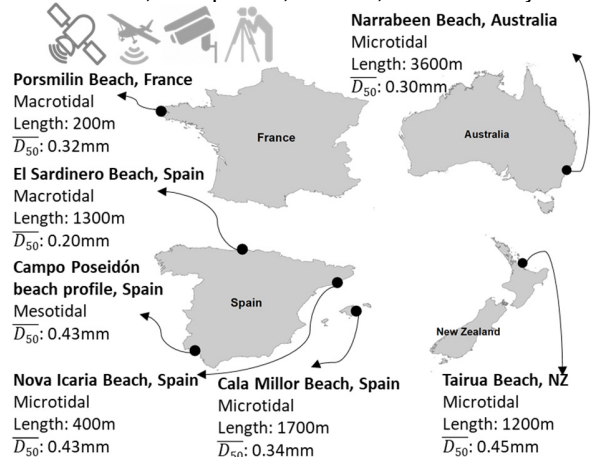 Narrabeen Beach, Australia
Microtidal
Length: 3600m
D50: 0.30mm
Australia
Porsmilin Beach, France
Macrotidal
Length: 200m
D50: 0.32mm
France
El Sardinero Beach, Spain
Macrotidal
Length: 1300m
D50: 0.20mm
Campo Poseidón
beach profile, Spain
Mesotidal
D50: 0.43mm
Spain
New Zealand
Nova Icaria Beach, Spain
Microtidal
Length: 400m
D50: 0.43mm
Cala Millor Beach, Spain
Microtidal
Length: 1700m
D50: 0.34mm
Tairua Beach, NZ
Microtidal
Length: 1200m
D50: 0.45mm